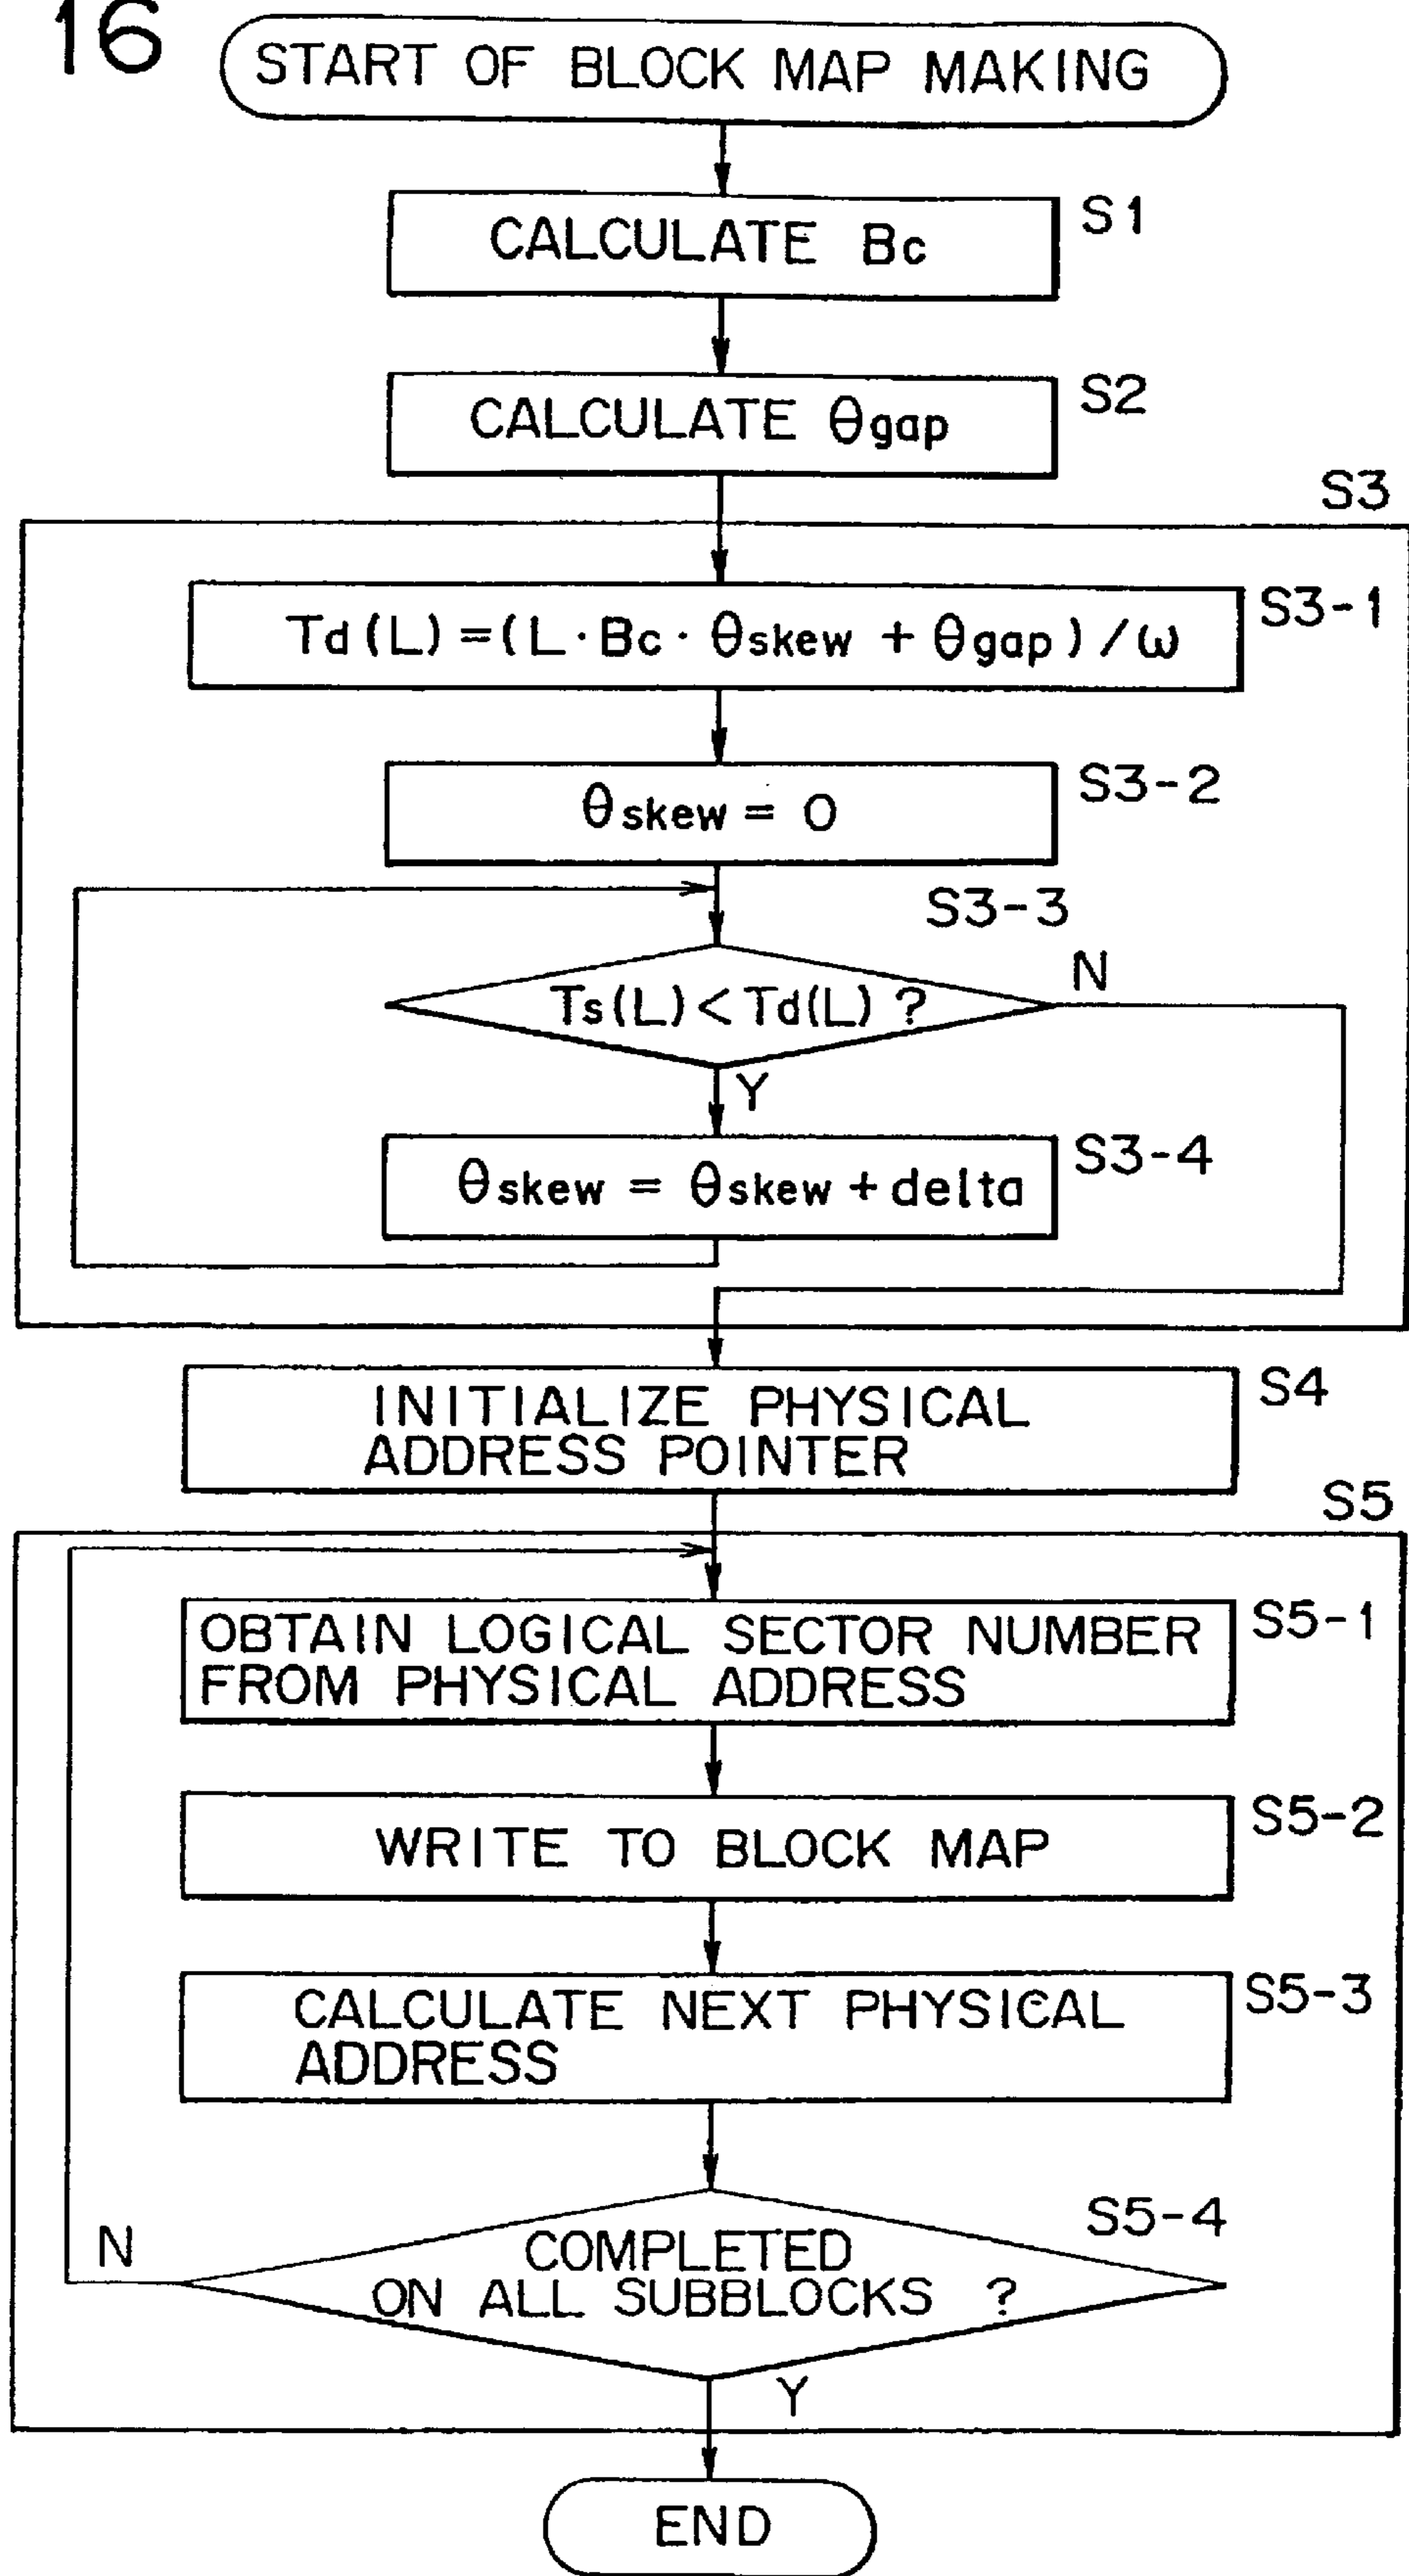 16
START OF BLOCK MAP MAKING
CALCULATE Bc
S1
CALCULATE θgap
S2
S3
Td(L)=(L·Bc·θskew+θgap)/ω
S3-1
θskew = 0
S3-2
S3-3
Ts(L)<Td(L)?
N
Y
θskew = θskew+delta
S3-4
INITIALIZE PHYSICAL
ADDRESS POINTER
S4
S5
OBTAIN LOGICAL SECTOR NUMBER
FROM PHYSICAL ADDRESS
S5-1
WRITE TO BLOCK MAP
S5-2
CALCULATE NEXT PHYSICAL
ADDRESS
S5-3
S5-4
N
COMPLETED
ON ALL SUBBLOCKS ?
Y
END